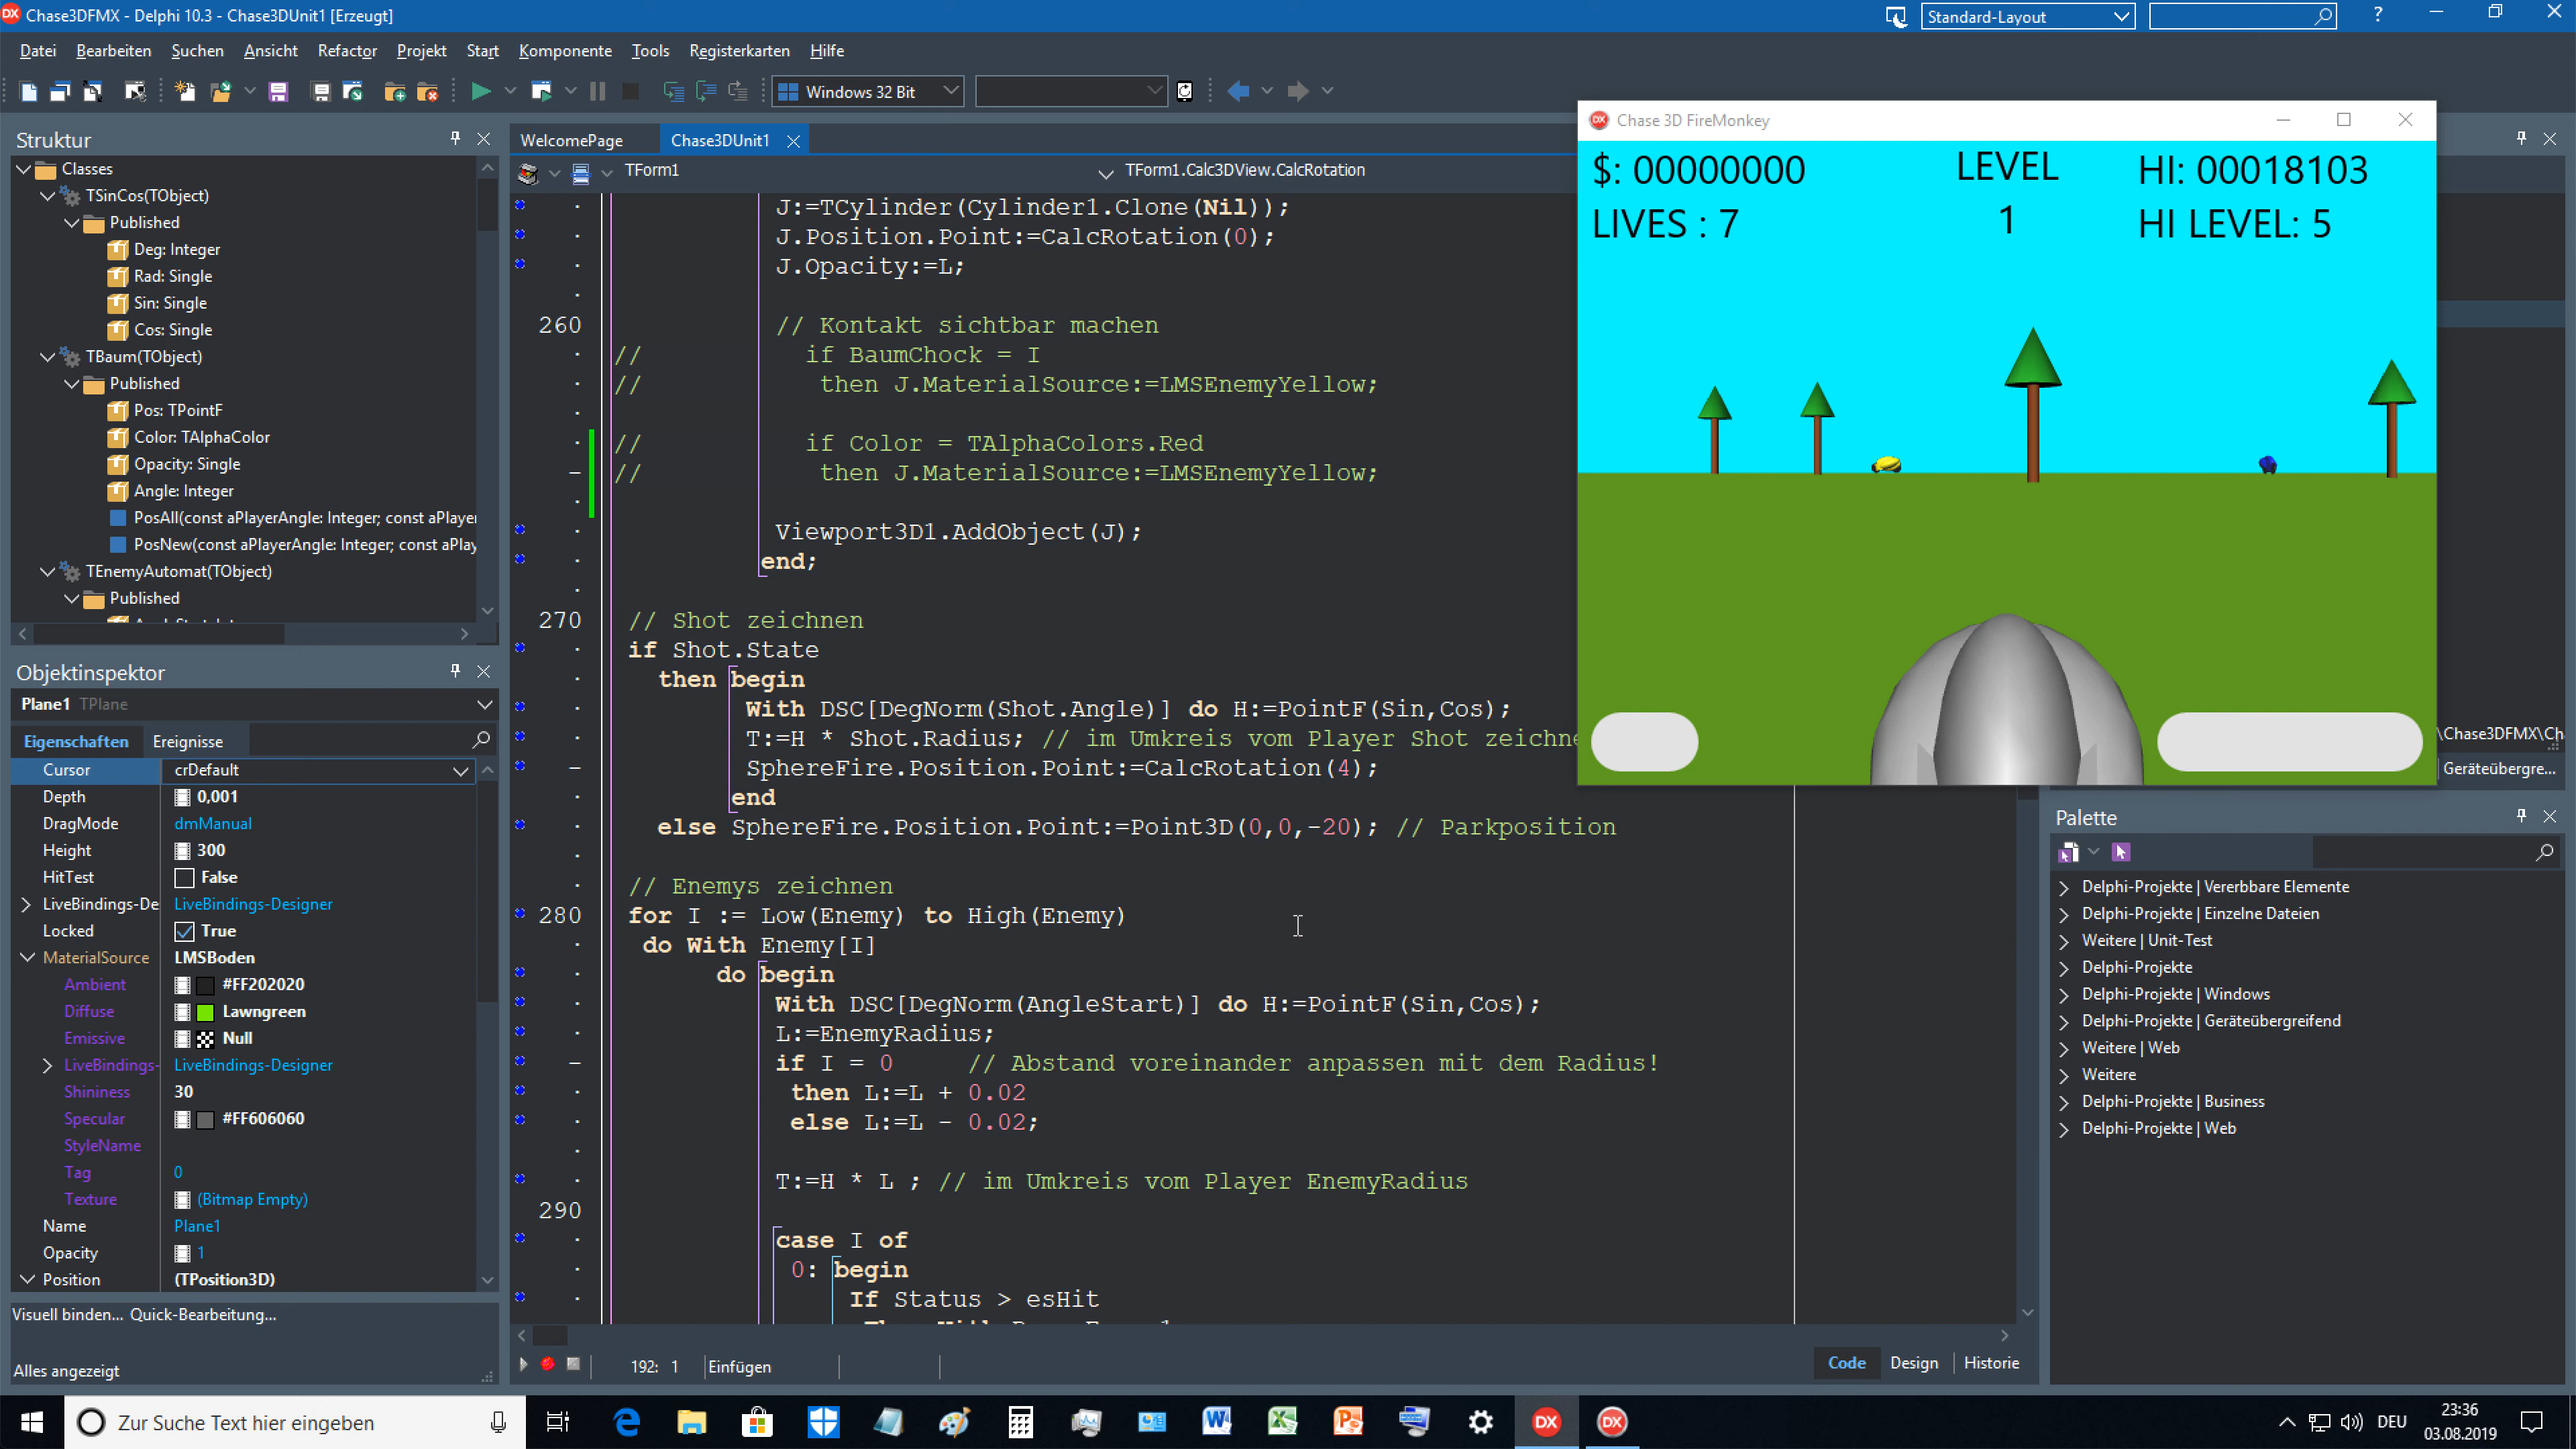 Chase3DFMX - Delphi 10.3 - Chase3DUnit1 [Erzeugt]
Standard-Layout
?
Datei Bearbeiten Suchen Ansicht Refactor Projekt Start Komponente Tools Registerkarten Hilfe
Windows 32 Bit
Struktur
Classes
TSinCos(TObject)
Published
Deg: Integer
Rad: Single
Sin: Single
Cos: Single
TBaum(TObject)
Published
Pos: TPointF
Color: TAlphaColor
Opacity: Single
Angle: Integer
PosAll(const aPlayerAngle: Integer; const aPlayer
PosNew(const aPlayerAngle: Integer; const aPlay
TEnemyAutomat(TObject)
Published
Objektinspektor
Plane1 TPlane
Eigenschaften Ereignisse
Cursor crDefault
Depth 0,001
DragMode dmManual
Height 300
HitTest False
LiveBindings-De LiveBindings-Designer
Locked True
MaterialSource LMSBoden
Ambient #FF202020
Diffuse Lawngreen
Emissive Null
LiveBindings- LiveBindings-Designer
Shininess 30
Specular #FF606060
StyleName
Tag 0
Texture (Bitmap Empty)
Name Plane1
Opacity 1
Position (TPosition3D)
Visuell binden... Quick-Bearbeitung...
Alles angezeigt
WelcomePage Chase3DUnit1
TForm1 TForm1.Calc3DView.CalcRotation
J:=TCylinder(Cylinder1.Clone(Nil));
J.Position.Point:=CalcRotation(0);
J.Opacity:=L;
260 // Kontakt sichtbar machen
// if BaumChock = I
// then J.MaterialSource:=LMSEnemyYellow;
// if Color = TAlphaColors.Red
// then J.MaterialSource:=LMSEnemyYellow;
Viewport3D1.AddObject(J);
end;
270 // Shot zeichnen
if Shot.State
then begin
With DSC[DegNorm(Shot.Angle)] do H:=PointF(Sin,Cos);
T:=H * Shot.Radius; // im Umkreis vom Player Shot zeichne
SphereFire.Position.Point:=CalcRotation(4);
end
else SphereFire.Position.Point:=Point3D(0,0,-20); // Parkposition
// Enemys zeichnen
280 for I := Low(Enemy) to High(Enemy)
do With Enemy[I]
do begin
With DSC[DegNorm(AngleStart)] do H:=PointF(Sin,Cos);
L:=EnemyRadius;
if I = 0 // Abstand voreinander anpassen mit dem Radius!
then L:=L + 0.02
else L:=L - 0.02;
T:=H * L ; // im Umkreis vom Player EnemyRadius
290
case I of
0: begin
If Status > esHit
192: 1 Einfügen
Code Design Historie
Chase 3D FireMonkey
$: 00000000 LEVEL HI: 00018103
LIVES : 7 1 HI LEVEL: 5
\Chase3DFMX\Ch
Geräteübergre...
Palette
Delphi-Projekte | Vererbbare Elemente
Delphi-Projekte | Einzelne Dateien
Weitere | Unit-Test
Delphi-Projekte
Delphi-Projekte | Windows
Delphi-Projekte | Geräteübergreifend
Weitere | Web
Weitere
Delphi-Projekte | Business
Delphi-Projekte | Web
Zur Suche Text hier eingeben
DEU
23:36
03.08.2019